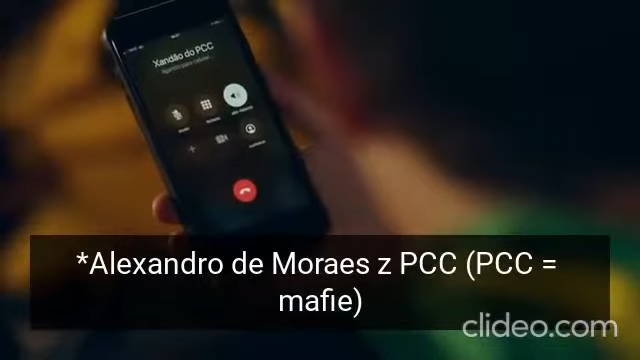 Xandão do PCC
*Alexandro de Moraes z PCC (PCC =
mafie)
clideo.com